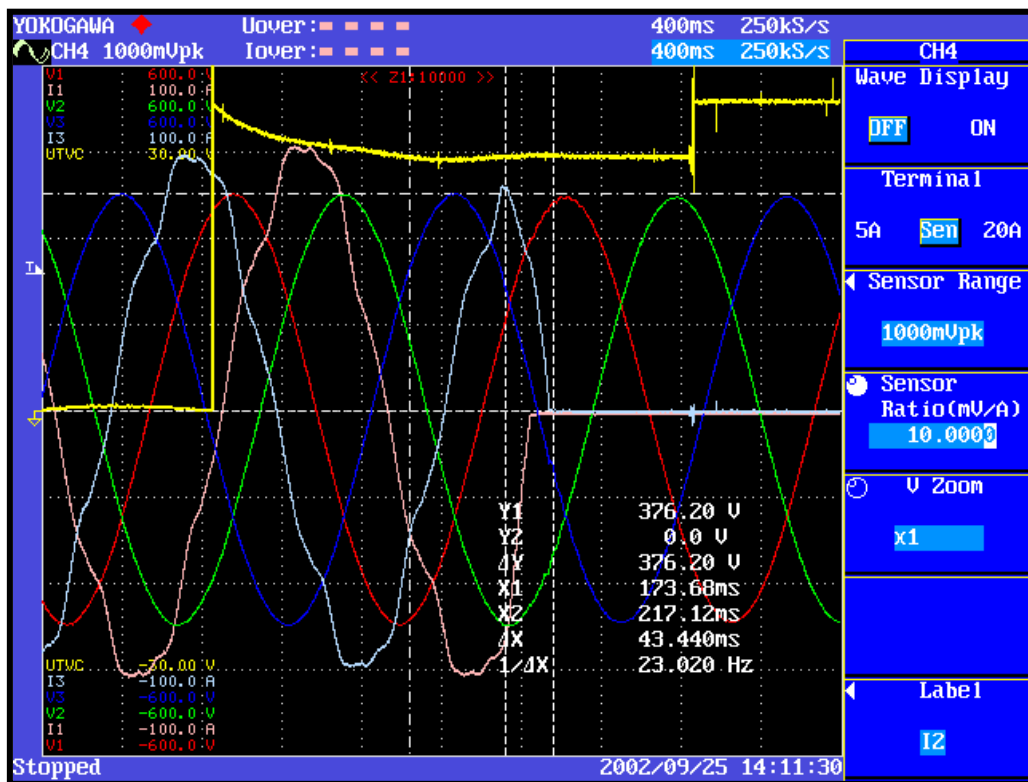 YOKOGAWA Uover: 400ms 250kS/s
CH4 1000mVpk Iover: 400ms 250kS/s
CH4
V1 600.0 V
I1 100.0 A
V2 600.0 V
V3 600.0 V
I3 100.0 A
UTVC 30.00 V
<< Z1:10000 >>
Wave Display
OFF ON
Terminal
5A Sen 20A
Sensor Range
1000mVpk
Sensor
Ratio(mV/A)
10.0000
V Zoom
x1
T
Y1 376.20 V
Y2 0.0 V
ΔY 376.20 V
X1 173.68ms
X2 217.12ms
ΔX 43.440ms
1/ΔX 23.020 Hz
UTVC -30.00 V
I3 -100.0 A
V3 -600.0 V
V2 -600.0 V
I1 -100.0 A
V1 -600.0 V
Label
I2
Stopped 2002/09/25 14:11:30